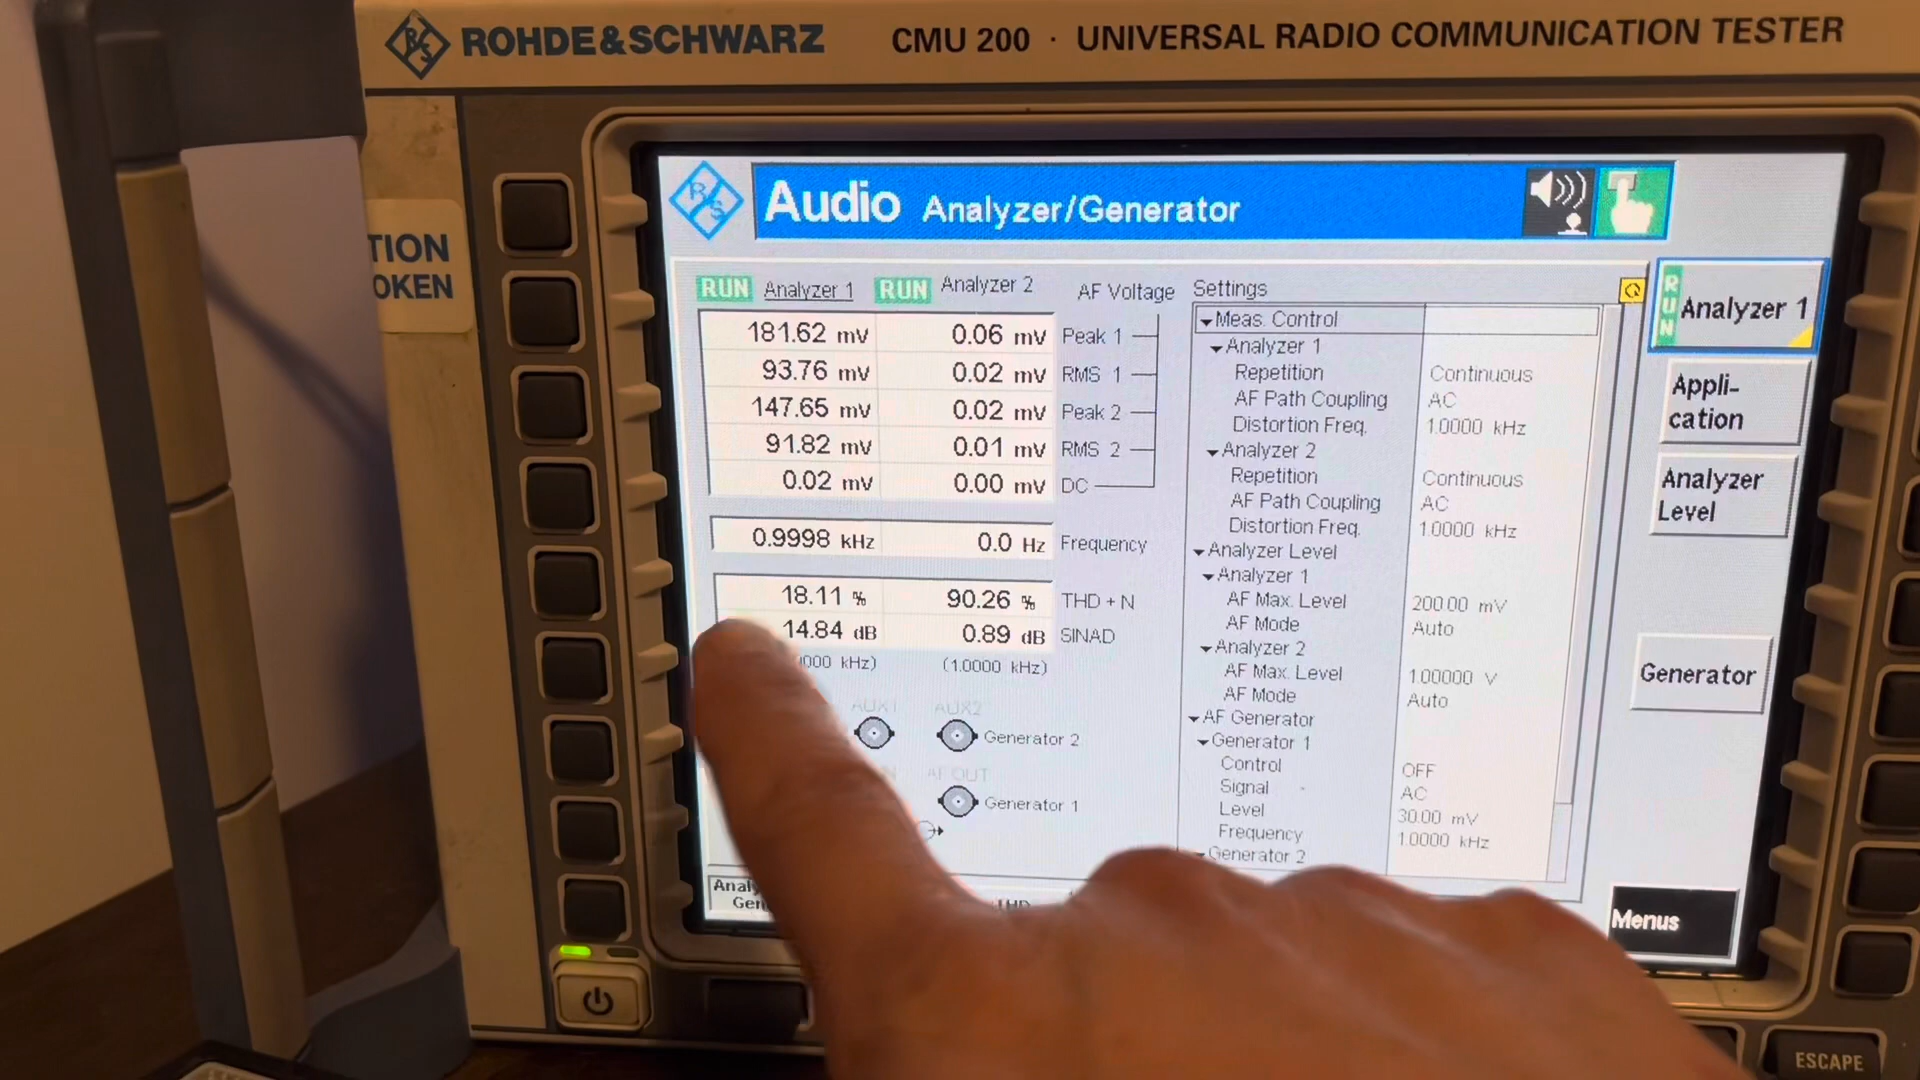 ROHDE & SCHWARZ CMU 200 · UNIVERSAL RADIO COMMUNICATION TESTER
TION
OKEN
R/S Audio Analyzer/Generator
RUN Analyzer 1 RUN Analyzer 2 AF Voltage
181.62 mV 0.06 mV Peak 1
93.76 mV 0.02 mV RMS 1
147.65 mV 0.02 mV Peak 2
91.82 mV 0.01 mV RMS 2
0.02 mV 0.00 mV DC
0.9998 kHz 0.0 Hz Frequency
18.11 % 90.26 % THD + N
14.84 dB 0.89 dB SINAD
000 kHz) (1.0000 kHz)
AUX1 AUX2
Generator 2
AF OUT
Generator 1
Settings
Meas. Control
Analyzer 1
Repetition Continuous
AF Path Coupling AC
Distortion Freq. 1.0000 kHz
Analyzer 2
Repetition Continuous
AF Path Coupling AC
Distortion Freq. 1.0000 kHz
Analyzer Level
Analyzer 1
AF Max. Level 200.00 mV
AF Mode Auto
Analyzer 2
AF Max. Level 1.00000 V
AF Mode Auto
AF Generator
Generator 1
Control OFF
Signal AC
Level 30.00 mV
Frequency 1.0000 kHz
Generator 2
RUN Analyzer 1
Appli-
cation
Analyzer
Level
Generator
Menus
ESCAPE